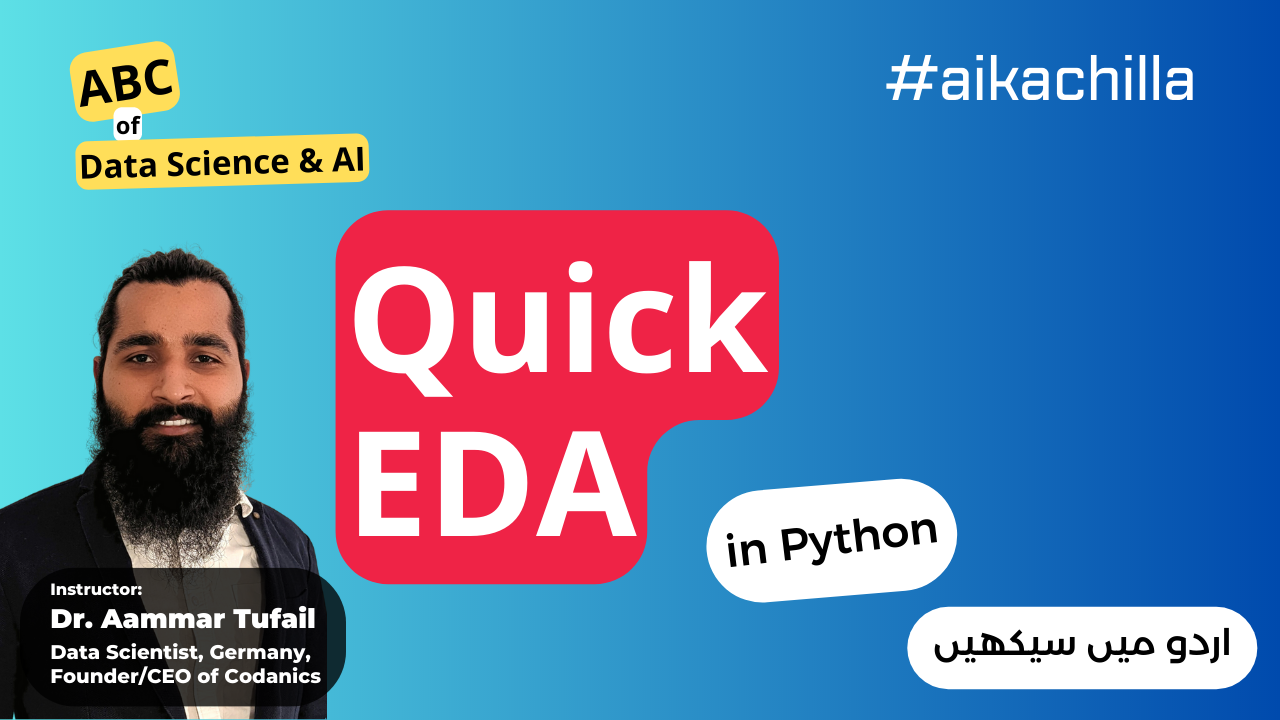 ABC
of
Data Science & AI
#aikachilla
Quick
EDA
in Python
اردو میں سیکھیں
Instructor:
Dr. Aammar Tufail
Data Scientist, Germany,
Founder/CEO of Codanics